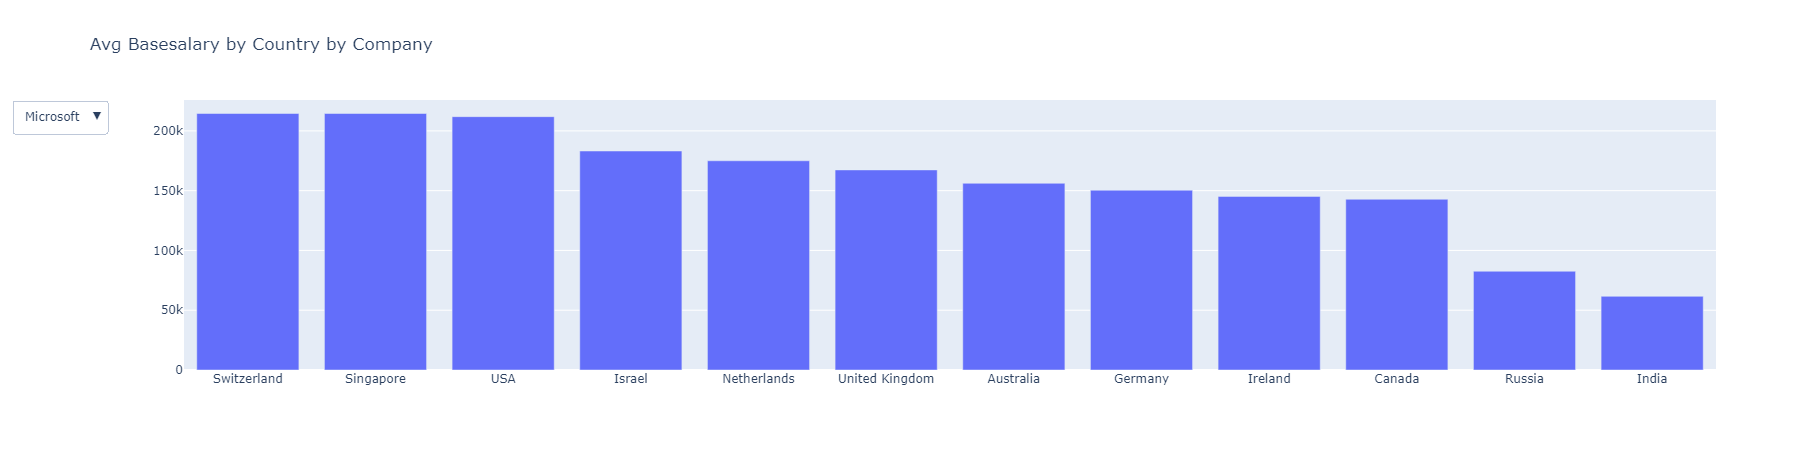 Avg Basesalary by Country by Company
Microsoft ▼
200k
150k
100k
50k
0
Switzerland Singapore USA Israel Netherlands United Kingdom Australia Germany Ireland Canada Russia India